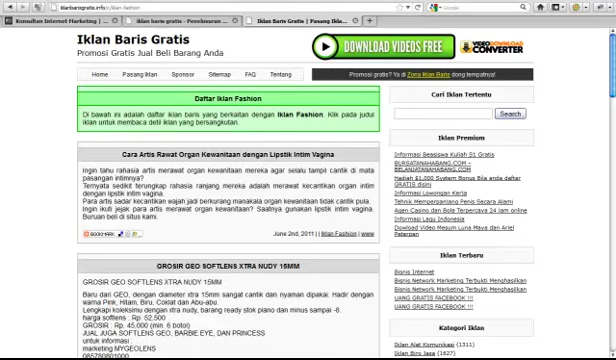 iklanbarisgratis.info/c/iklan-fashion
Google
Konsultan Internet Marketing | ...
iklan baris gratis - Penelusuran ...
Iklan Baris Gratis | Pasang Ikla...
Iklan Baris Gratis
Promosi Gratis Jual Beli Barang Anda
DOWNLOAD VIDEOS FREE
VIDEO DOWNLOAD
CONVERTER
Home Pasang Iklan Sponsor Sitemap FAQ Tentang
Promosi gratis? Ya di Zona Iklan Baris dong tempatnya!
Daftar Iklan Fashion
Di bawah ini adalah daftar iklan baris yang berkaitan dengan Iklan Fashion. Klik pada judul
iklan untuk membaca detil iklan yang bersangkutan.
Cara Artis Rawat Organ Kewanitaan dengan Lipstik Intim Vagina
Ingin tahu rahasia artis merawat organ kewanitaan mereka agar selalu tampil cantik di mata
pasangan intimnya?
Ternyata sedikit terungkap rahasia ranjang mereka adalah merawat kecantikan organ intim
dengan lipstik vagina.
Para artis sadar kecantikan wajah jadi berkurang manakala organ kewanitaan tidak cantik pula.
Ingin ikuti jejak para artis merawat organ kewanitaan? Saatnya gunakan lipstik intim vagina.
Buruan beli di situs kami.
BOOKMARK
June 2nd, 2011 | Iklan Fashion | www
GROSIR GEO SOFTLENS XTRA NUDY 15MM
GROSIR GEO SOFTLENS XTRA NUDY 15MM
Baru dari GEO, dengan diameter xtra 15mm sangat cantik dan nyaman dipakai. Hadir dengan
warna Pink, Hitam, Biru, Coklat dan Abu-abu
Lengkapi koleksimu dengan xtra nudy, barang ready stok plano dan minus sampai -8.
harga softlens : Rp. 52,500
GROSIR : Rp. 45,000 (min. 6 botol)
JUAL JUGA SOFTLENS GEO, BARBIE EYE, DAN PRINCESS
untuk informasi :
marketing MYGEOLENS
085780801000
Cari Iklan Tertentu
Search
Iklan Premium
Informasi Beasiswa Kuliah S1 Gratis
BURSATANAHABANG.COM –
BELANJATANAHABANG.COM
Hadiah $1.000 System Bonus Bila anda daftar
GRATIS disini
Informasi Lowongan Kerja
Tehnik Memperpanjang Penis Secara Alami
Agen Casino dan Bola Terpercaya 24 Jam online
Informasi Lagu Indonesia
Dowload Video Mesum Luna Maya dan Ariel
Peterpan
Iklan Terbaru
Bisnis Internet
Bisnis Network Marketing Terbukti Menghasilkan
Bisnis Network Marketing Terbukti Menghasilkan
UANG GRATIS FACEBOOK !!!
UANG GRATIS FACEBOOK !!!
Kategori Iklan
Iklan Alat Komunikasi (1311)
Iklan Biro Jasa (1627)